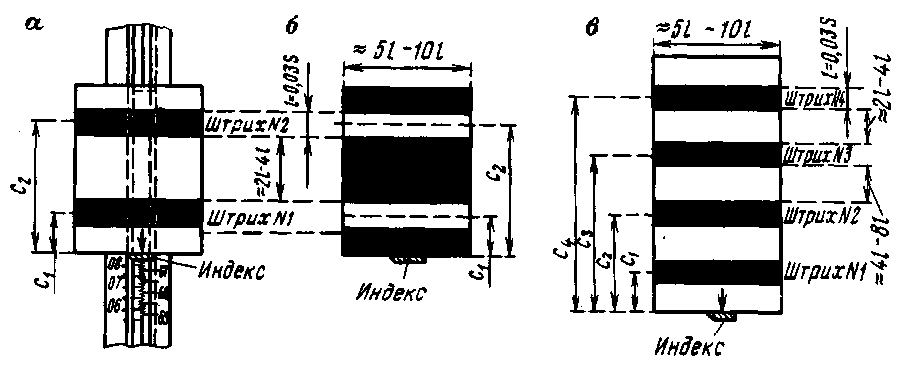 а
Штрих N2
Штрих N1
Индекс
C₂
C₁
08
07
06
б
≈ 5l – 10l
l=0,03S
≈2l–4l
C₂
C₁
Индекс
в
≈ 5l – 10l
l=0,03S
≈2l–4l
≈4l–8l
Штрих N4
Штрих N3
Штрих N2
Штрих N1
C₄
C₃
C₂
C₁
Индекс